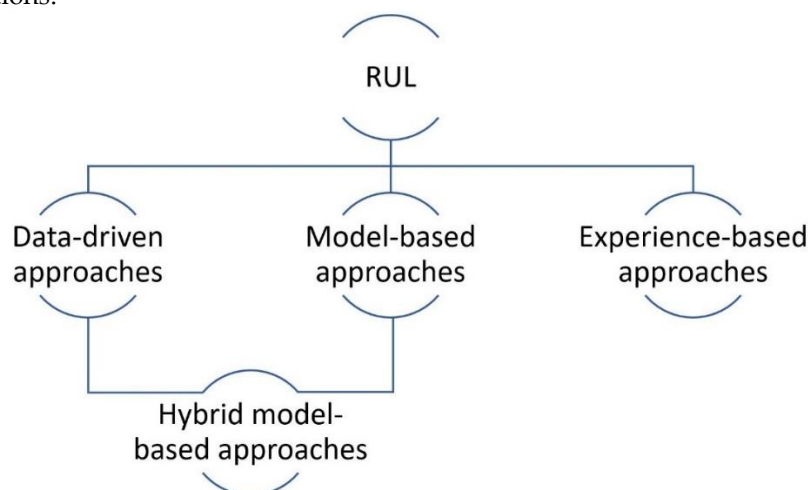 RUL
Data-driven
approaches
Model-based
approaches
Experience-based
approaches
Hybrid model-
based approaches